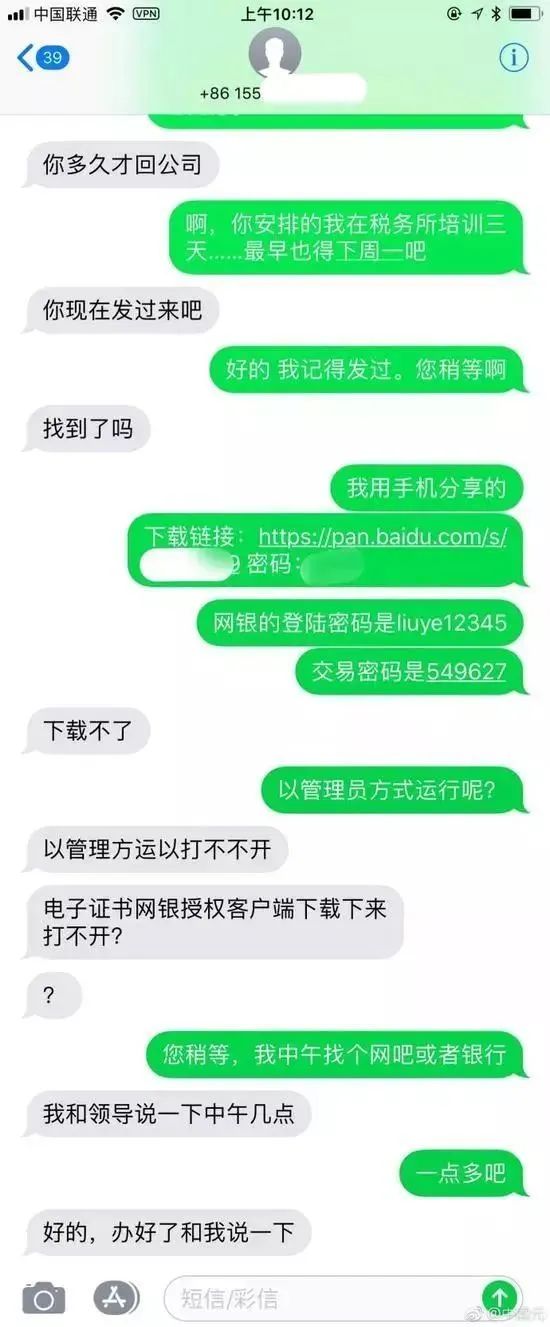 中国联通 VPN 上午10:12
39
+86 155
你多久才回公司
啊，你安排的我在税务所培训三
天……最早也得下周一吧
你现在发过来吧
好的 我记得发过。您稍等啊
找到了吗
我用手机分享的
下载链接：https://pan.baidu.com/s/
9 密码：
网银的登陆密码是liuye12345
交易密码是549627
下载不了
以管理员方式运行呢？
以管理方运以打不不开
电子证书网银授权客户端下载下来
打不开？
？
您稍等，我中午找个网吧或者银行
我和领导说一下中午几点
一点多吧
好的，办好了和我说一下
短信/彩信